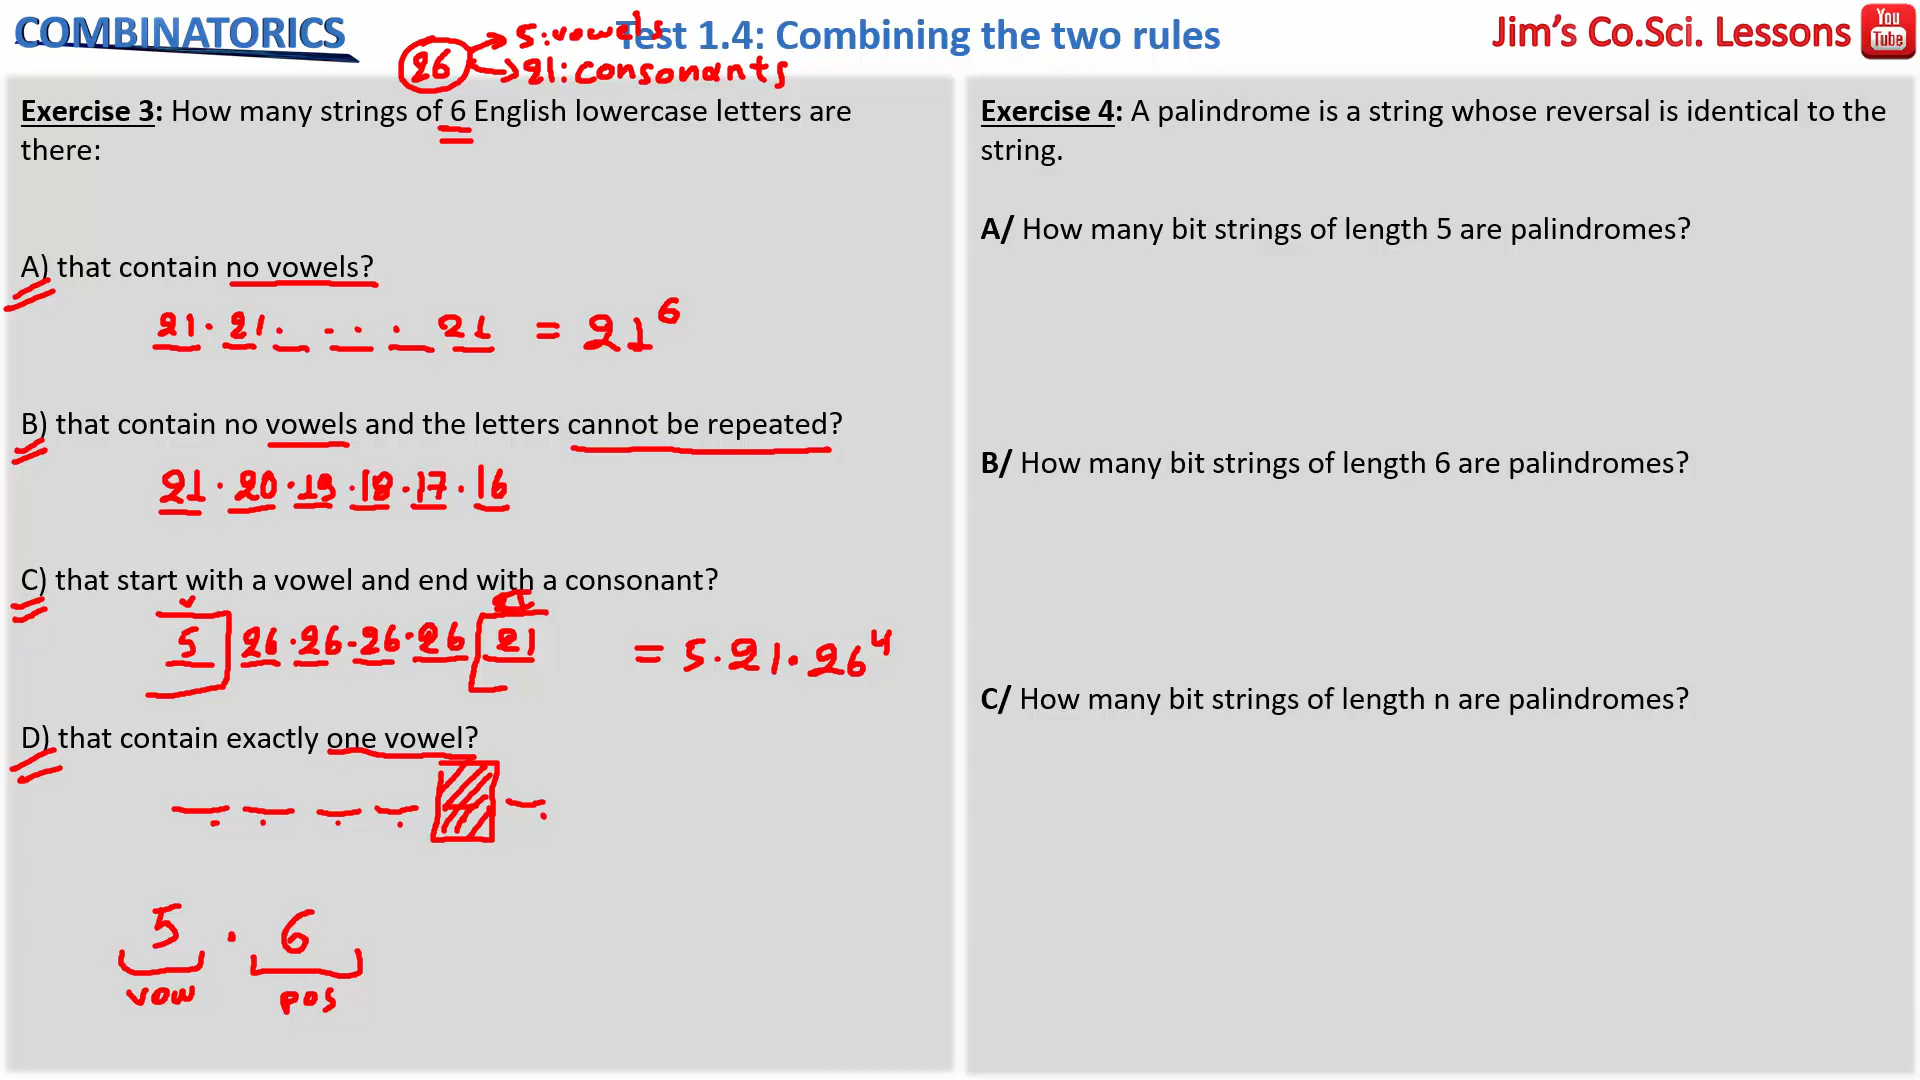 COMBINATORICS
Test 1.4: Combining the two rules
Jim's Co.Sci. Lessons
You
Tube
26
5:vowels
21:consonants
Exercise 3: How many strings of 6 English lowercase letters are
there:
A) that contain no vowels?
21 · 21 · · · · 21 = 21^6
B) that contain no vowels and the letters cannot be repeated?
21 · 20 · 19 · 18 · 17 · 16
C) that start with a vowel and end with a consonant?
5 26 · 26 · 26 · 26 21 = 5 · 21 · 26^4
D) that contain exactly one vowel?
5 · 6
vow pos
Exercise 4: A palindrome is a string whose reversal is identical to the
string.
A/ How many bit strings of length 5 are palindromes?
B/ How many bit strings of length 6 are palindromes?
C/ How many bit strings of length n are palindromes?